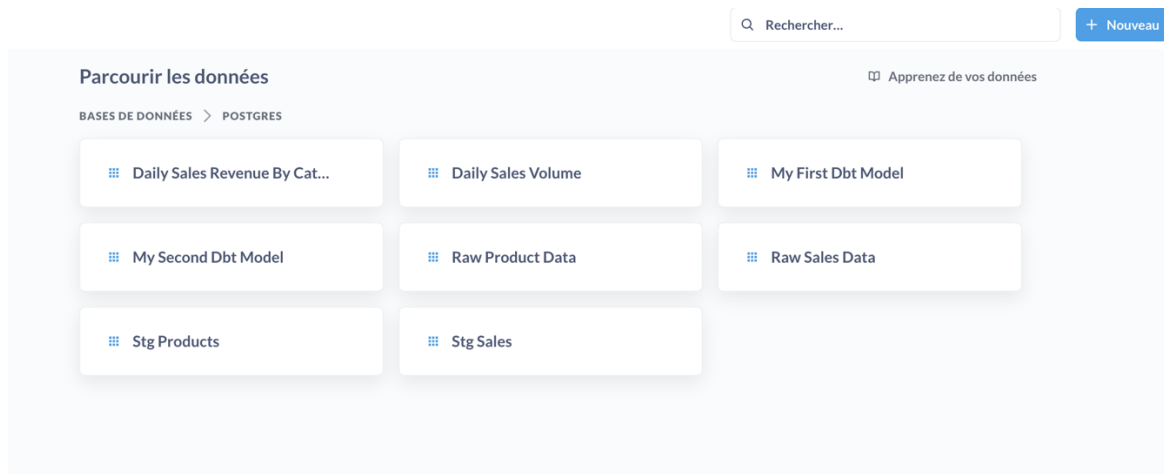 Rechercher...
+ Nouveau
Parcourir les données
Apprenez de vos données
BASES DE DONNÉES > POSTGRES
Daily Sales Revenue By Cat...
Daily Sales Volume
My First Dbt Model
My Second Dbt Model
Raw Product Data
Raw Sales Data
Stg Products
Stg Sales